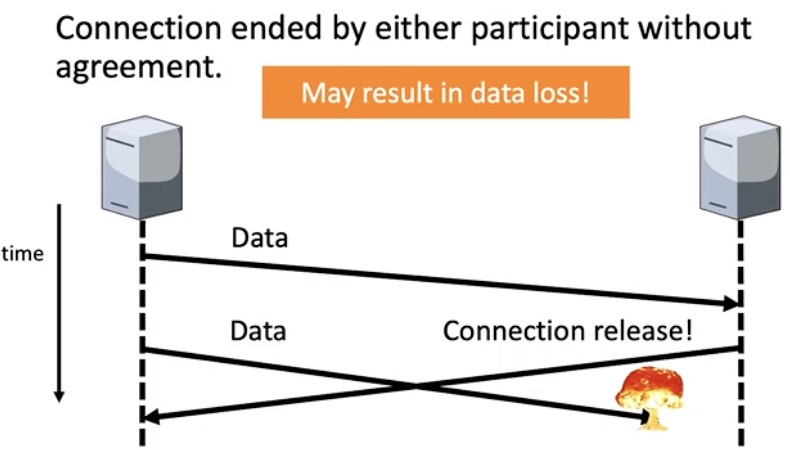 Connection ended by either participant without
agreement.
May result in data loss!
time
Data
Data
Connection release!